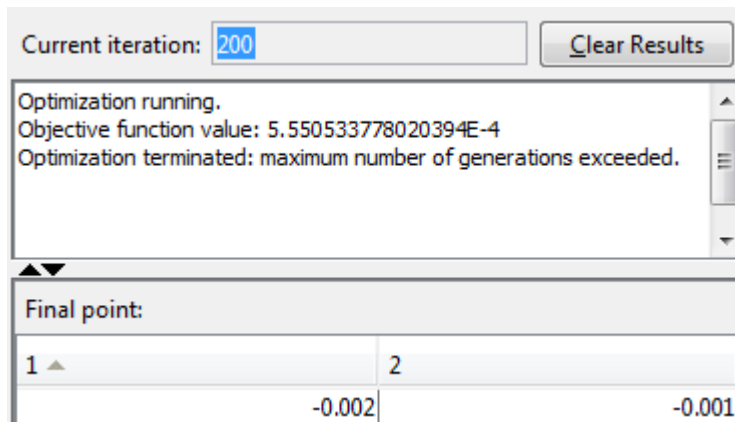 Current iteration: 200 Clear Results
Optimization running.
Objective function value: 5.550533778020394E-4
Optimization terminated: maximum number of generations exceeded.
Final point:
1 2
-0.002 -0.001